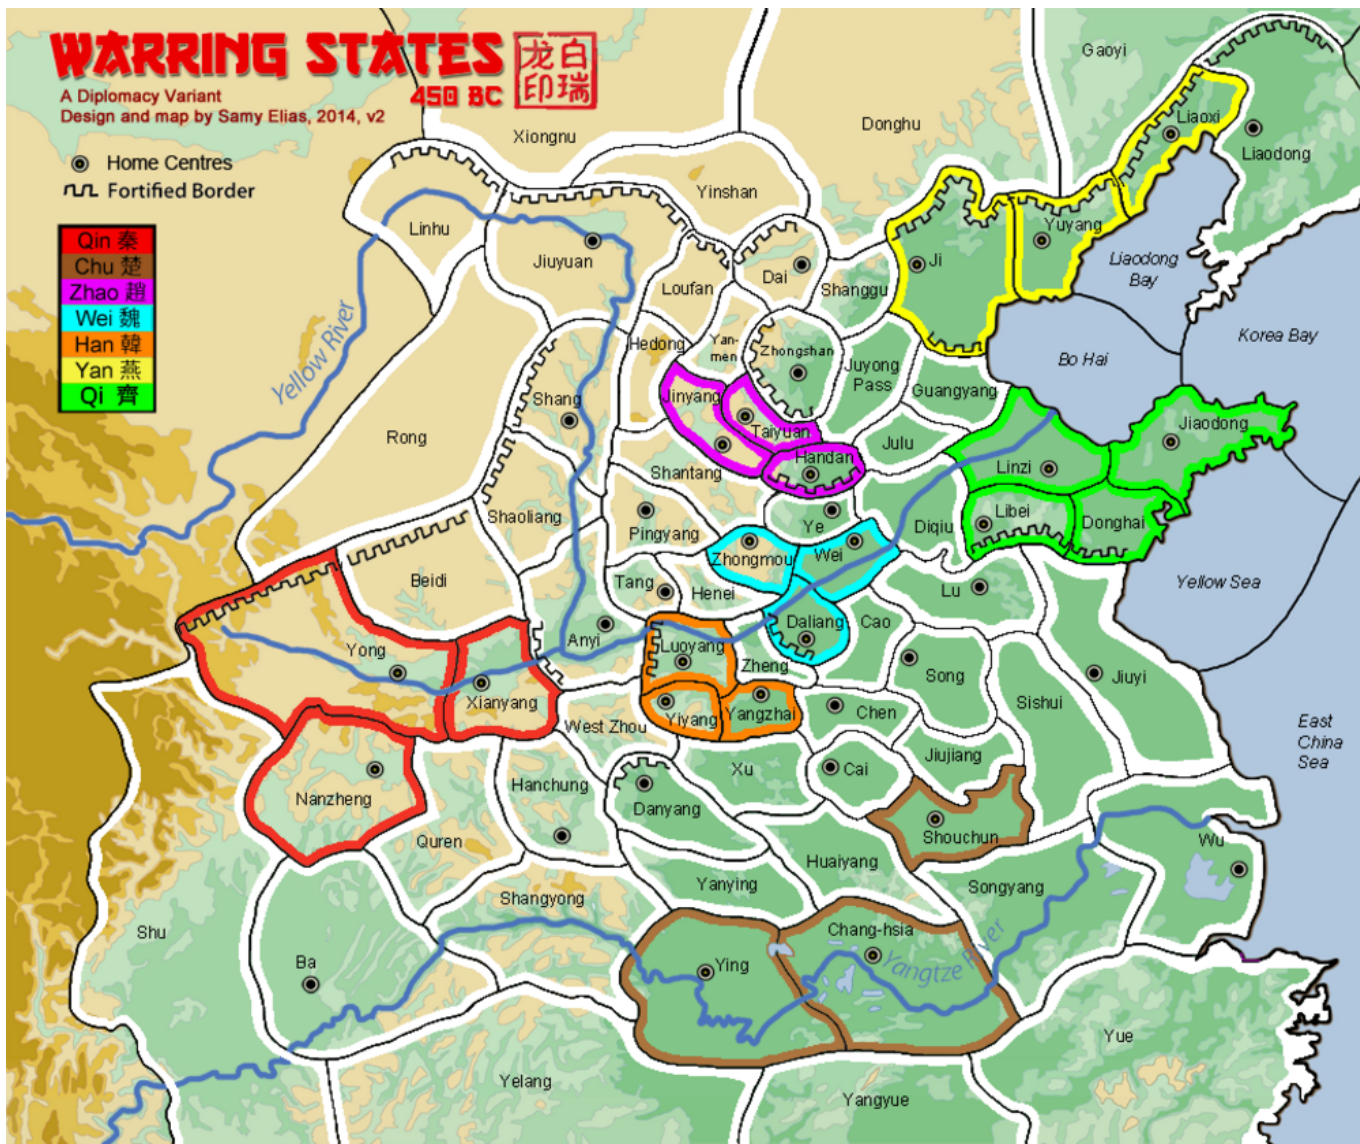 WARRING STATES
450 BC
龙白
印瑞
A Diplomacy Variant
Design and map by Samy Elias, 2014, v2
Home Centres
Fortified Border
Qin 秦
Chu 楚
Zhao 趙
Wei 魏
Han 韓
Yan 燕
Qi 齊
Gaoyi
Xiongnu
Donghu
Liaoxi
Liaodong
Yinshan
Linhu
Yuyang
Jiuyuan
Ji
Liaodong
Bay
Dai
Loufan
Shanggu
Yellow River
Korea Bay
Hedong
Yan-
men
Zhongshan
Bo Hai
Juyong
Pass
Guangyang
Shang
Jinyang
Taiyuan
Rong
Jiaodong
Julu
Handan
Linzi
Shantang
Shaoliang
Libei
Donghai
Ye
Diqiu
Pingyang
Zhongmou
Wei
Beidi
Tang
Henei
Yellow Sea
Lu
Daliang
Cao
Anyi
Luoyang
Yong
Zheng
Song
Jiuyi
Xianyang
Sishui
Yiyang
Yangzhai
Chen
West Zhou
East
China
Sea
Jiujiang
Xu
Cai
Hanchung
Nanzheng
Danyang
Shouchun
Quren
Wu
Huaiyang
Yanying
Songyang
Shangyong
Shu
Chang-hsia
Ba
Ying
Yangtze River
Yue
Yelang
Yangyue